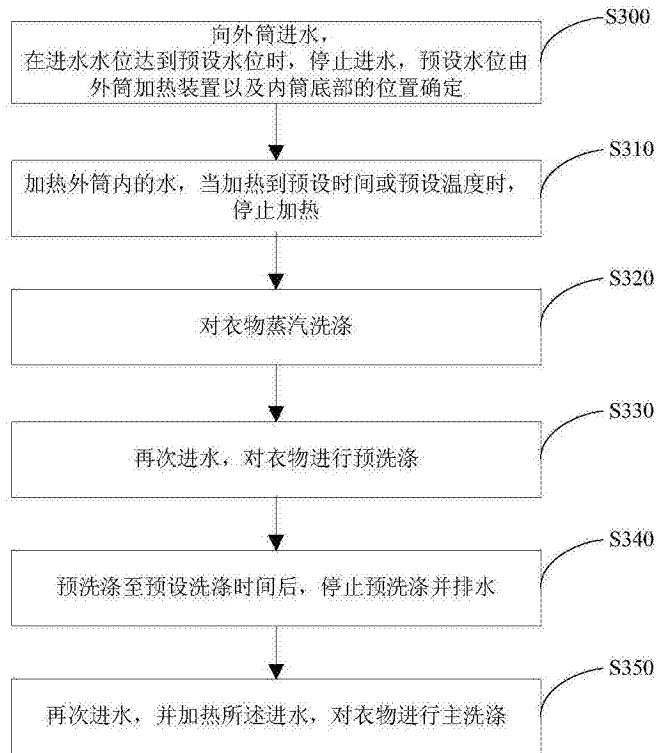 S300
向外筒进水，
在进水水位达到预设水位时，停止进水，预设水位由
外筒加热装置以及内筒底部的位置确定
S310
加热外筒内的水，当加热到预设时间或预设温度时，
停止加热
S320
对衣物蒸汽洗涤
S330
再次进水，对衣物进行预洗涤
S340
预洗涤至预设洗涤时间后，停止预洗涤并排水
S350
再次进水，并加热所述进水，对衣物进行主洗涤